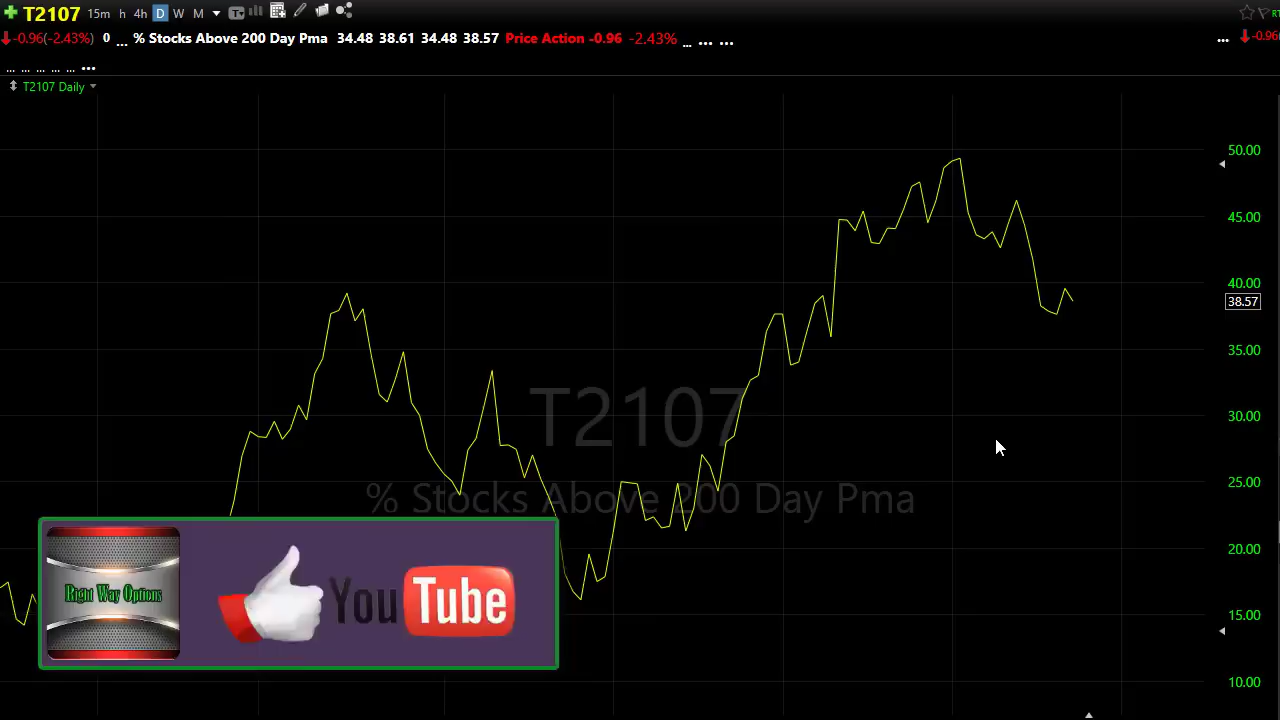 T2107 15m h 4h D W M T
-0.96(-2.43%) 0 ... % Stocks Above 200 Day Pma 34.48 38.61 34.48 38.57 Price Action -0.96 -2.43% ... ... ... ... -0.96
... ... ... ... ... ...
T2107 Daily
50.00
45.00
40.00
38.57
35.00
30.00
25.00
20.00
15.00
10.00
T2107
% Stocks Above 200 Day Pma
Right Way Options
YouTube